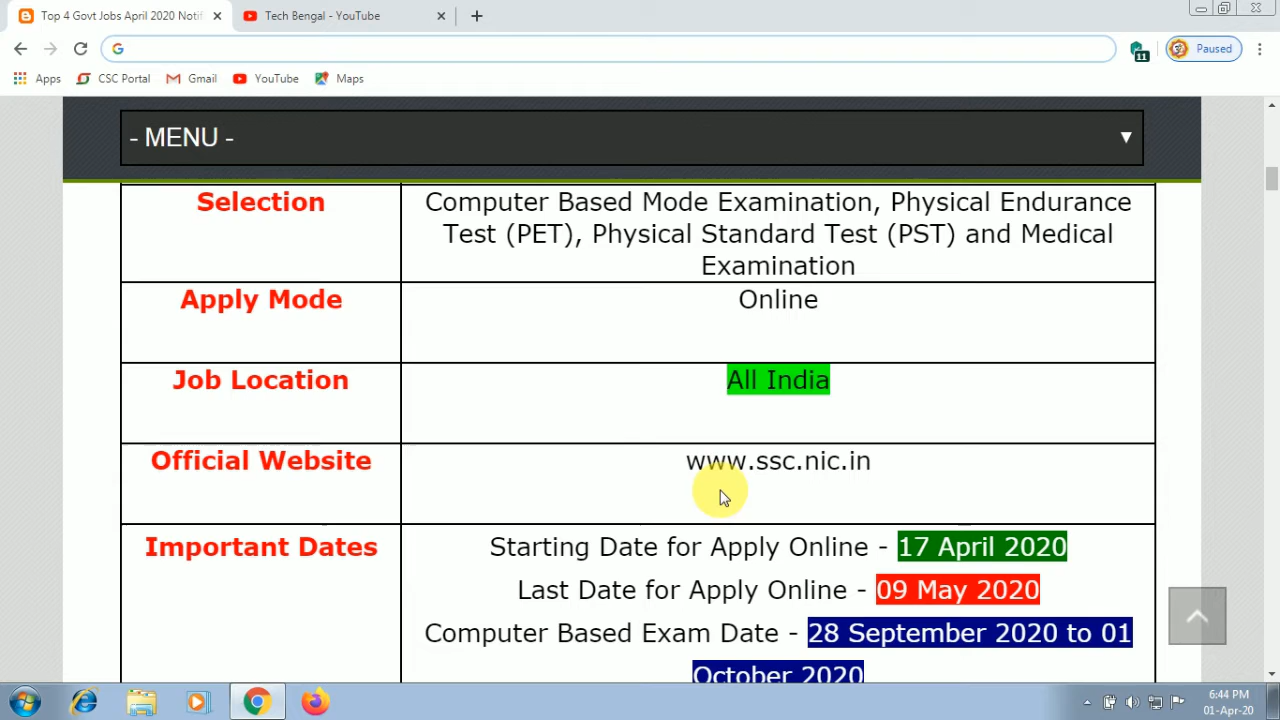 Top 4 Govt Jobs April 2020 Notif
Tech Bengal - YouTube
Paused
11
Apps
CSC Portal
Gmail
YouTube
Maps
- MENU -
Selection
Computer Based Mode Examination, Physical Endurance
Test (PET), Physical Standard Test (PST) and Medical
Examination
Apply Mode
Online
Job Location
All India
Official Website
www.ssc.nic.in
Important Dates
Starting Date for Apply Online - 17 April 2020
Last Date for Apply Online - 09 May 2020
Computer Based Exam Date - 28 September 2020 to 01
October 2020
6:44 PM
01-Apr-20